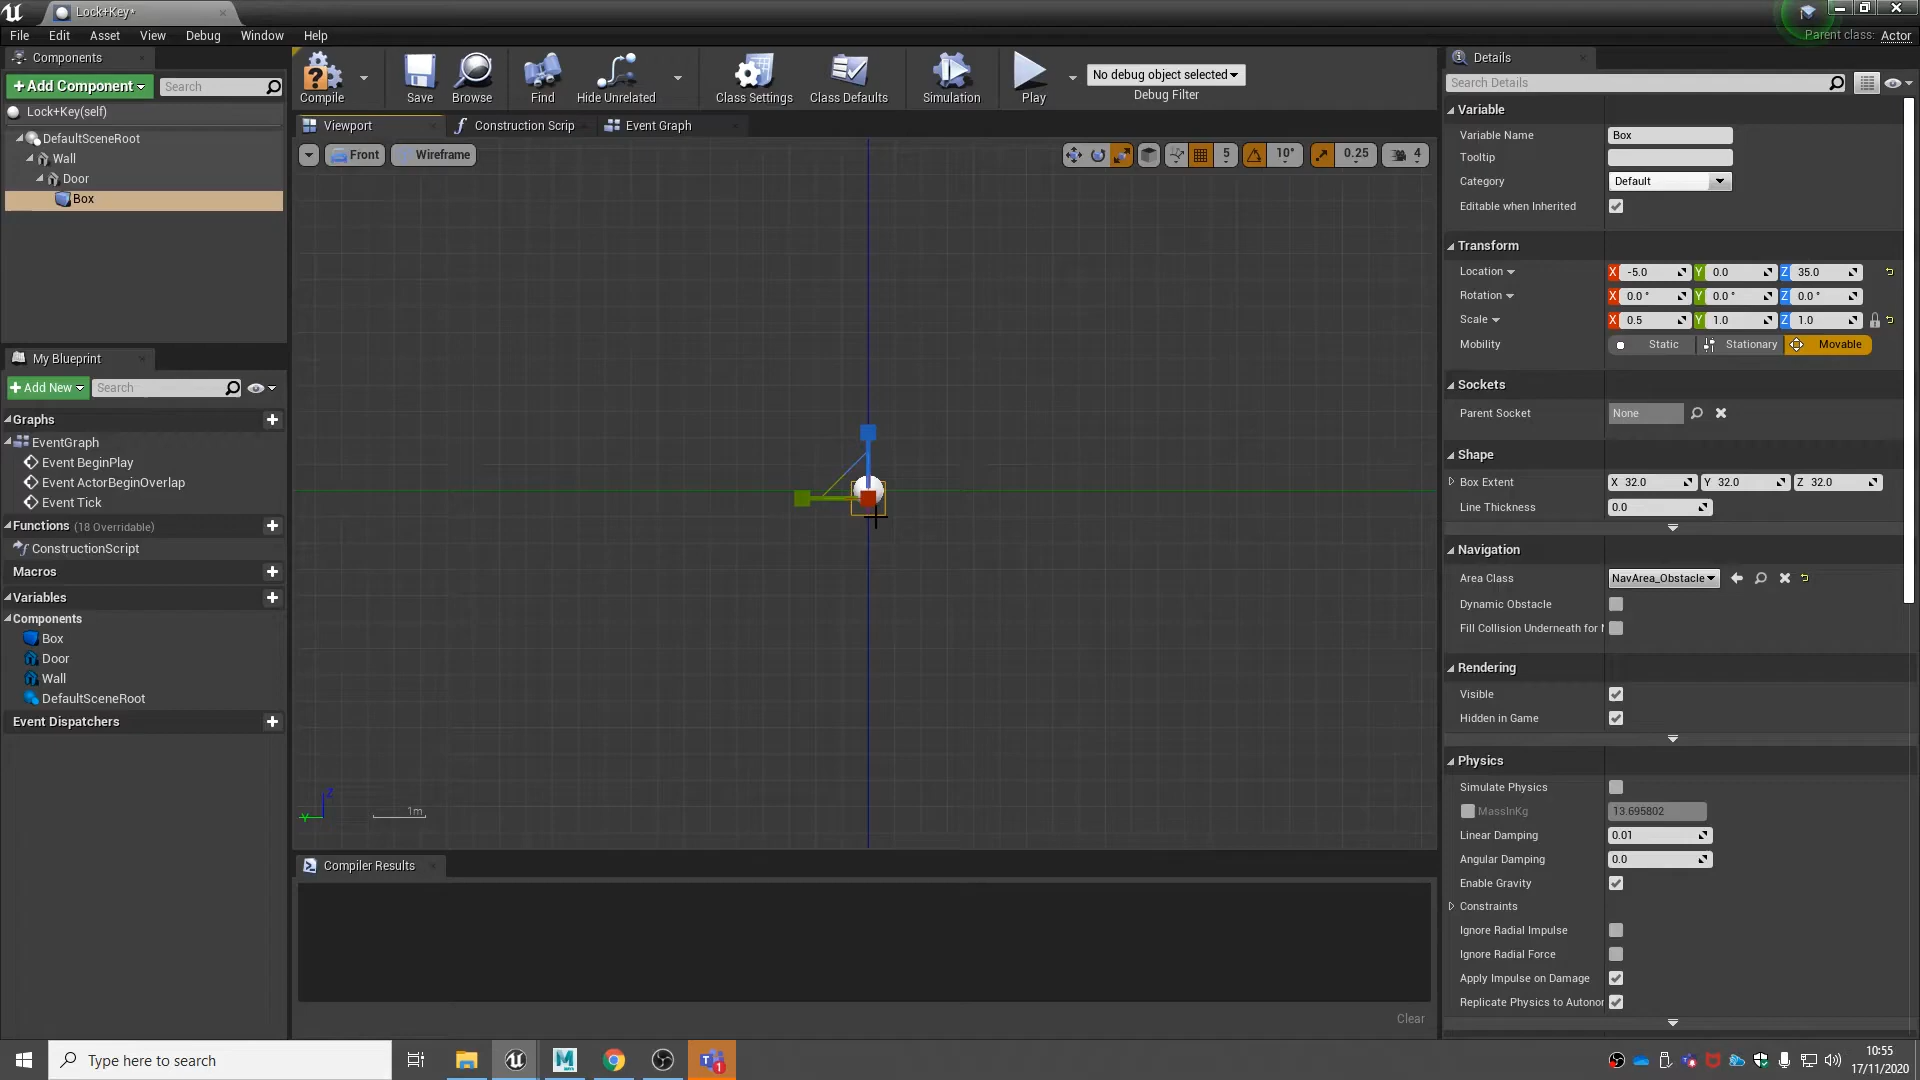 Lock+Key*
File Edit Asset View Debug Window Help
Parent class: Actor
Components
+Add Component
Search
Lock+Key(self)
DefaultSceneRoot
Wall
Door
Box
Compile
Save
Browse
Find
Hide Unrelated
Class Settings
Class Defaults
Simulation
Play
No debug object selected
Debug Filter
Viewport
Construction Scrip
Event Graph
Front
Wireframe
5
10°
0.25
4
Z
Y
1m
My Blueprint
+Add New
Search
Graphs
EventGraph
Event BeginPlay
Event ActorBeginOverlap
Event Tick
Functions (18 Overridable)
ConstructionScript
Macros
Variables
Components
Box
Door
Wall
DefaultSceneRoot
Event Dispatchers
Compiler Results
Clear
Details
Search Details
Variable
Variable Name Box
Tooltip
Category Default
Editable when Inherited
Transform
Location X -5.0 Y 0.0 Z 35.0
Rotation X 0.0 ° Y 0.0 ° Z 0.0 °
Scale X 0.5 Y 1.0 Z 1.0
Mobility Static Stationary Movable
Sockets
Parent Socket None
Shape
Box Extent X 32.0 Y 32.0 Z 32.0
Line Thickness 0.0
Navigation
Area Class NavArea_Obstacle
Dynamic Obstacle
Fill Collision Underneath for
Rendering
Visible
Hidden in Game
Physics
Simulate Physics
MassInKg 13.695802
Linear Damping 0.01
Angular Damping 0.0
Enable Gravity
Constraints
Ignore Radial Impulse
Ignore Radial Force
Apply Impulse on Damage
Replicate Physics to Autonor
Type here to search
1
10:55
17/11/2020